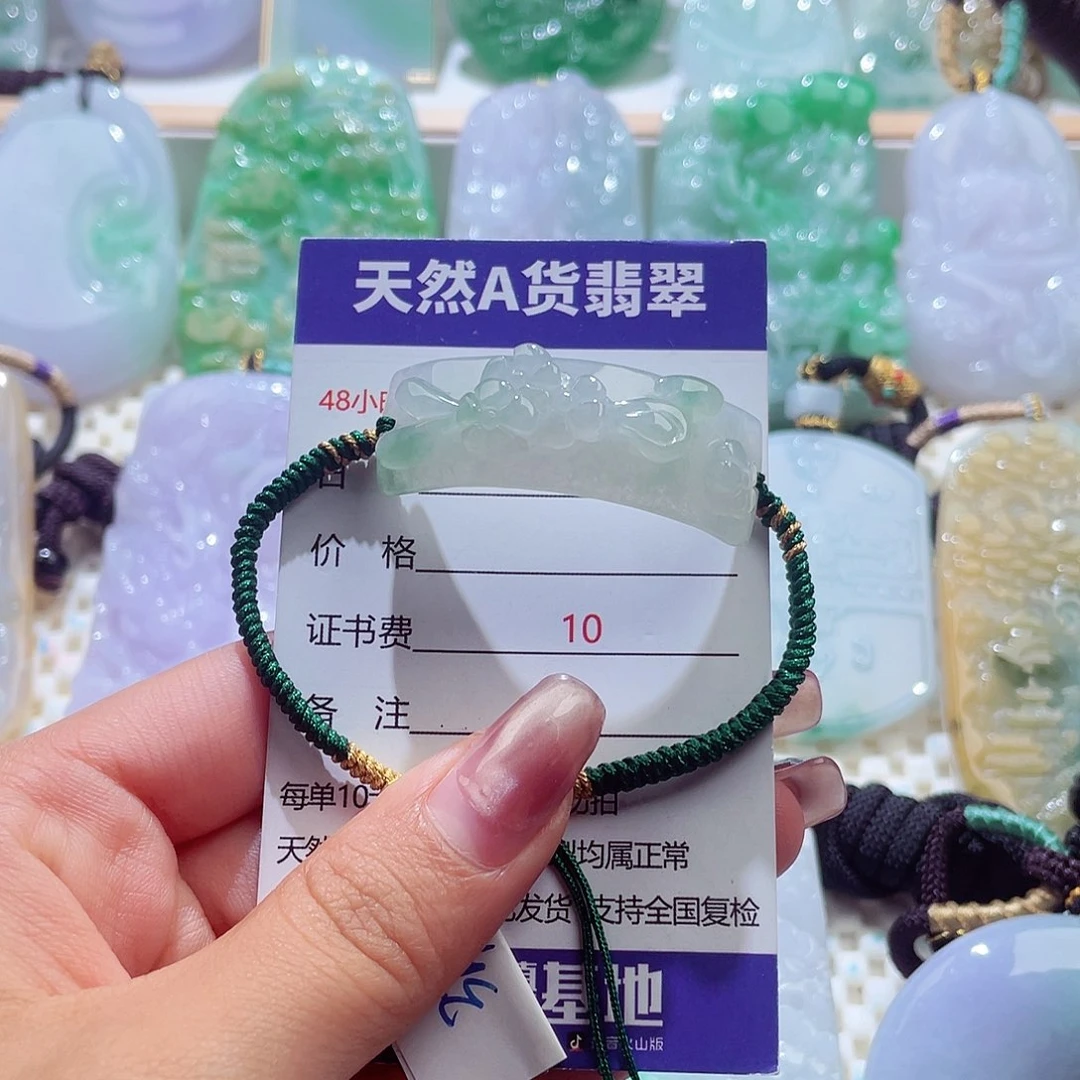 天然A货翡翠
48小
价 格
证书费 10
备 注
每单10 拍
天然 均属正常
发货 支持全国复检
基地
山版